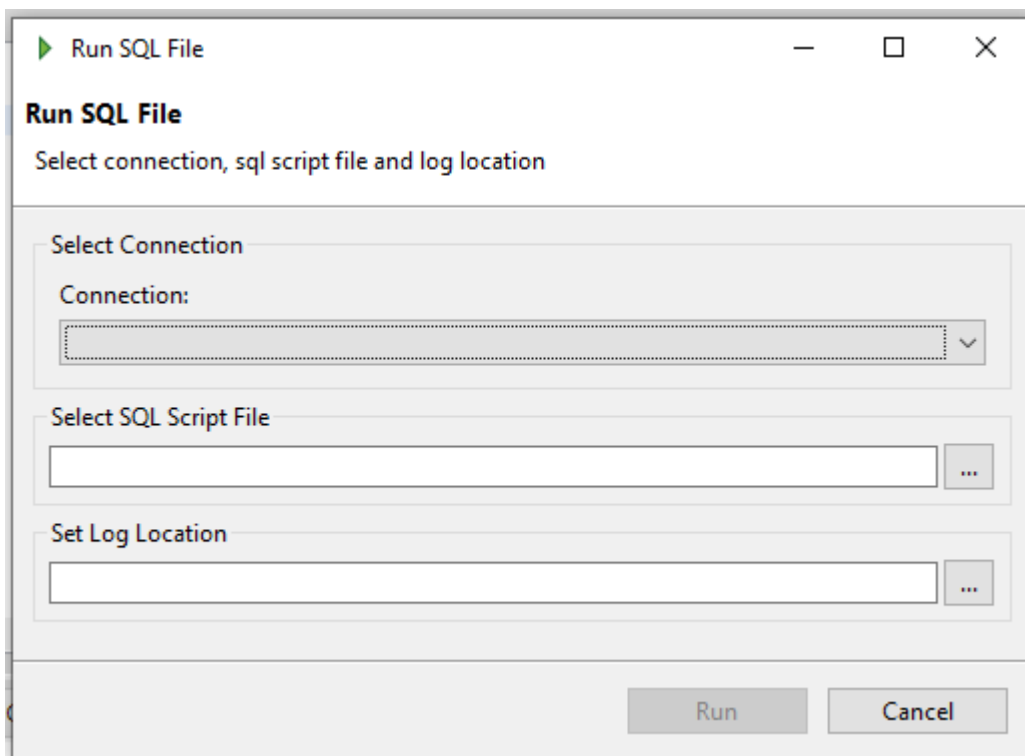 Run SQL File
Run SQL File
Select connection, sql script file and log location
Select Connection
Connection:
Select SQL Script File
...
Set Log Location
...
Run
Cancel